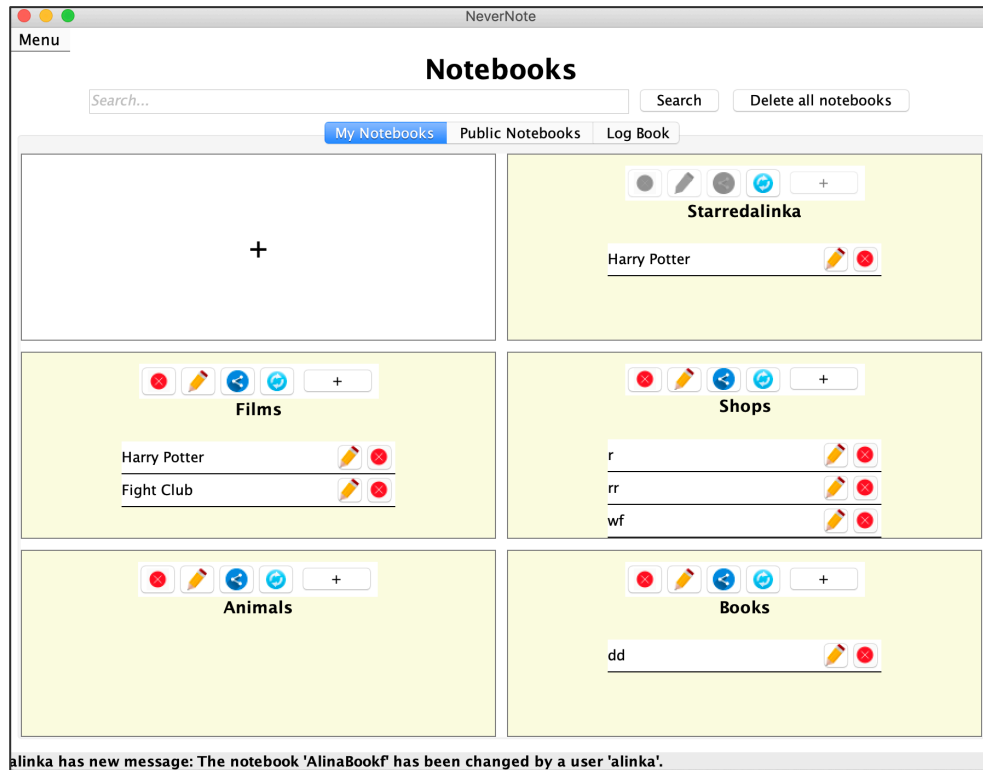 NeverNote
Menu
Notebooks
Search...
Search
Delete all notebooks
My Notebooks
Public Notebooks
Log Book
+
+
Starredalinka
Harry Potter
+
Films
Harry Potter
Fight Club
+
Shops
r
rr
wf
+
Animals
+
Books
dd
alinka has new message: The notebook 'AlinaBookf' has been changed by a user 'alinka'.